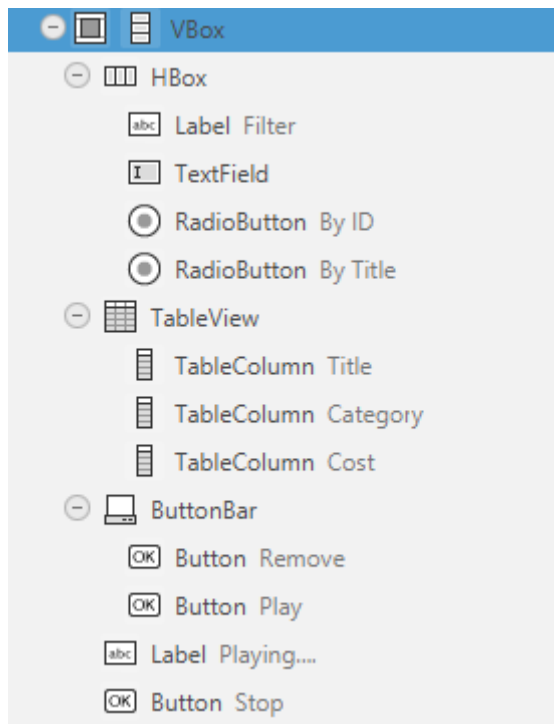 VBox
HBox
abc Label Filter
I TextField
RadioButton By ID
RadioButton By Title
TableView
TableColumn Title
TableColumn Category
TableColumn Cost
ButtonBar
OK Button Remove
OK Button Play
abc Label Playing....
OK Button Stop